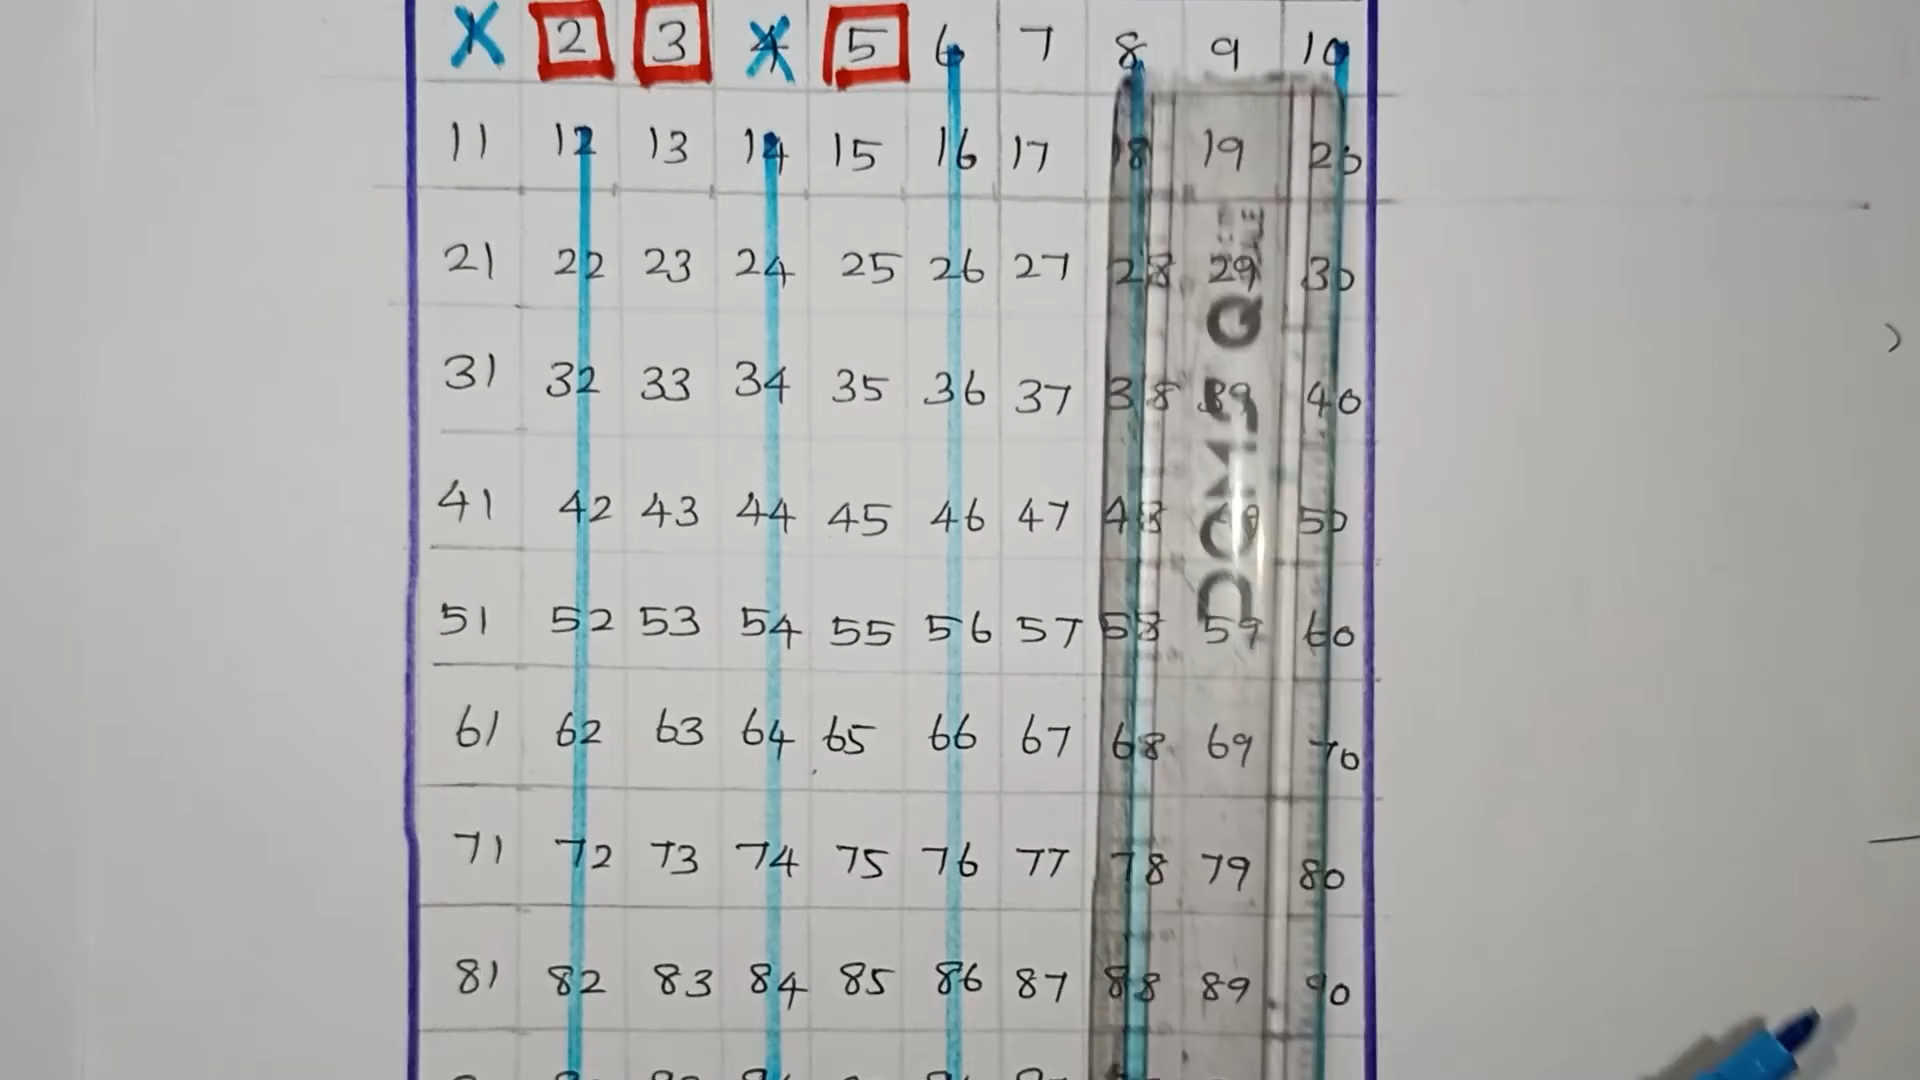 1 2 3 4 5 6 7 8 9 10
11 12 13 14 15 16 17 18 19 20
21 22 23 24 25 26 27 28 29 30
31 32 33 34 35 36 37 38 39 40
41 42 43 44 45 46 47 48 49 50
51 52 53 54 55 56 57 58 59 60
61 62 63 64 65 66 67 68 69 70
71 72 73 74 75 76 77 78 79 80
81 82 83 84 85 86 87 88 89 90
DOMS Q